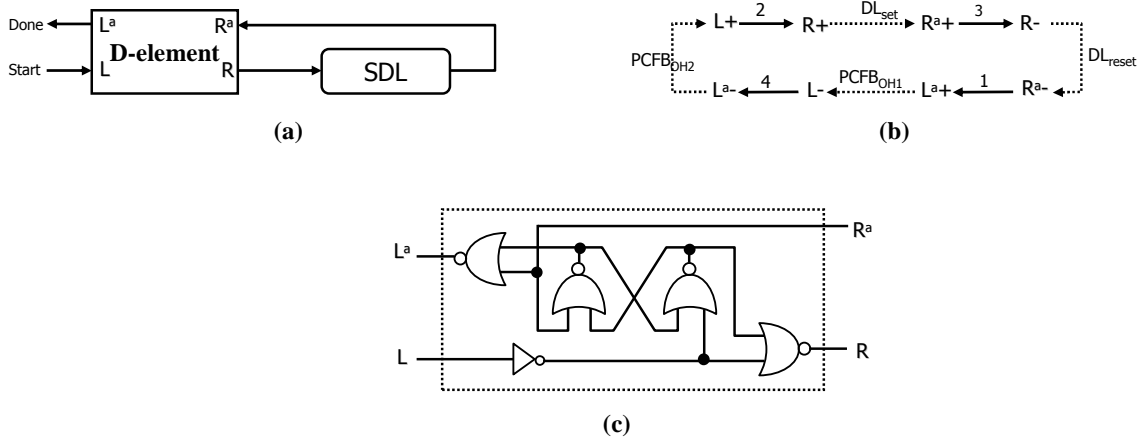 Done Lᵃ Rᵃ
D-element
Start L R SDL
(a)
L+ 2 R+ DLset Rᵃ+ 3 R-
PCFBOH2 DLreset
Lᵃ- 4 L- PCFBOH1 Lᵃ+ 1 Rᵃ-
(b)
Lᵃ Rᵃ
L R
(c)